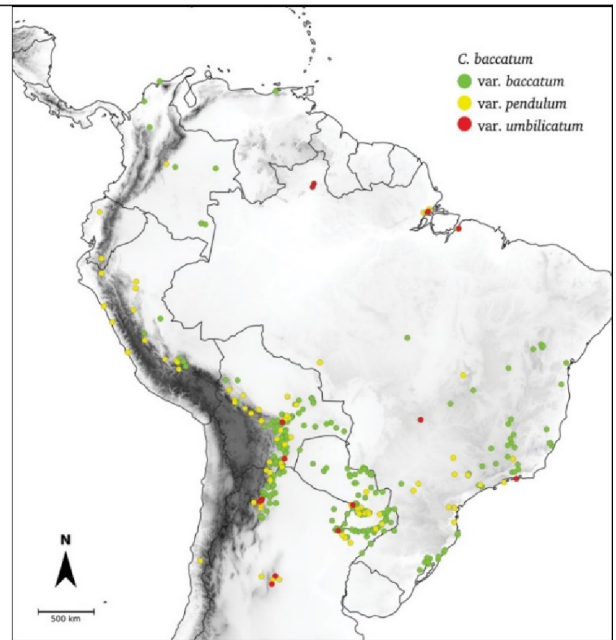 C. baccatum
var. baccatum
var. pendulum
var. umbilicatum
N
500 km